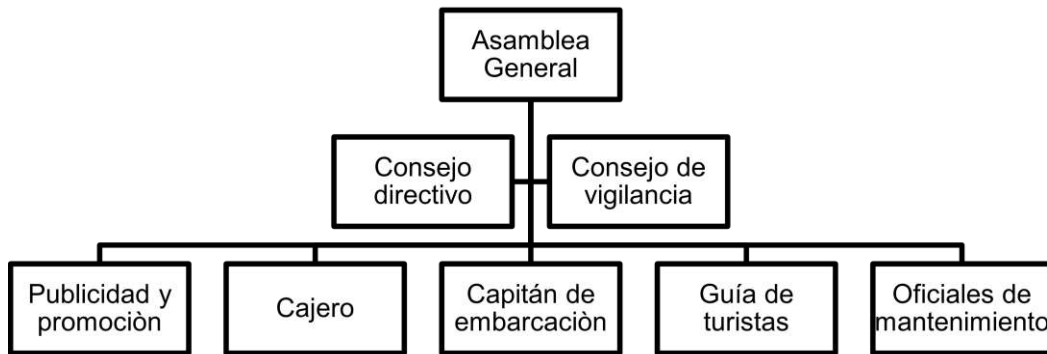 Asamblea
General
Consejo
directivo
Consejo de
vigilancia
Publicidad y
promociòn
Cajero
Capitán de
embarcaciòn
Guía de
turistas
Oficiales de
mantenimiento